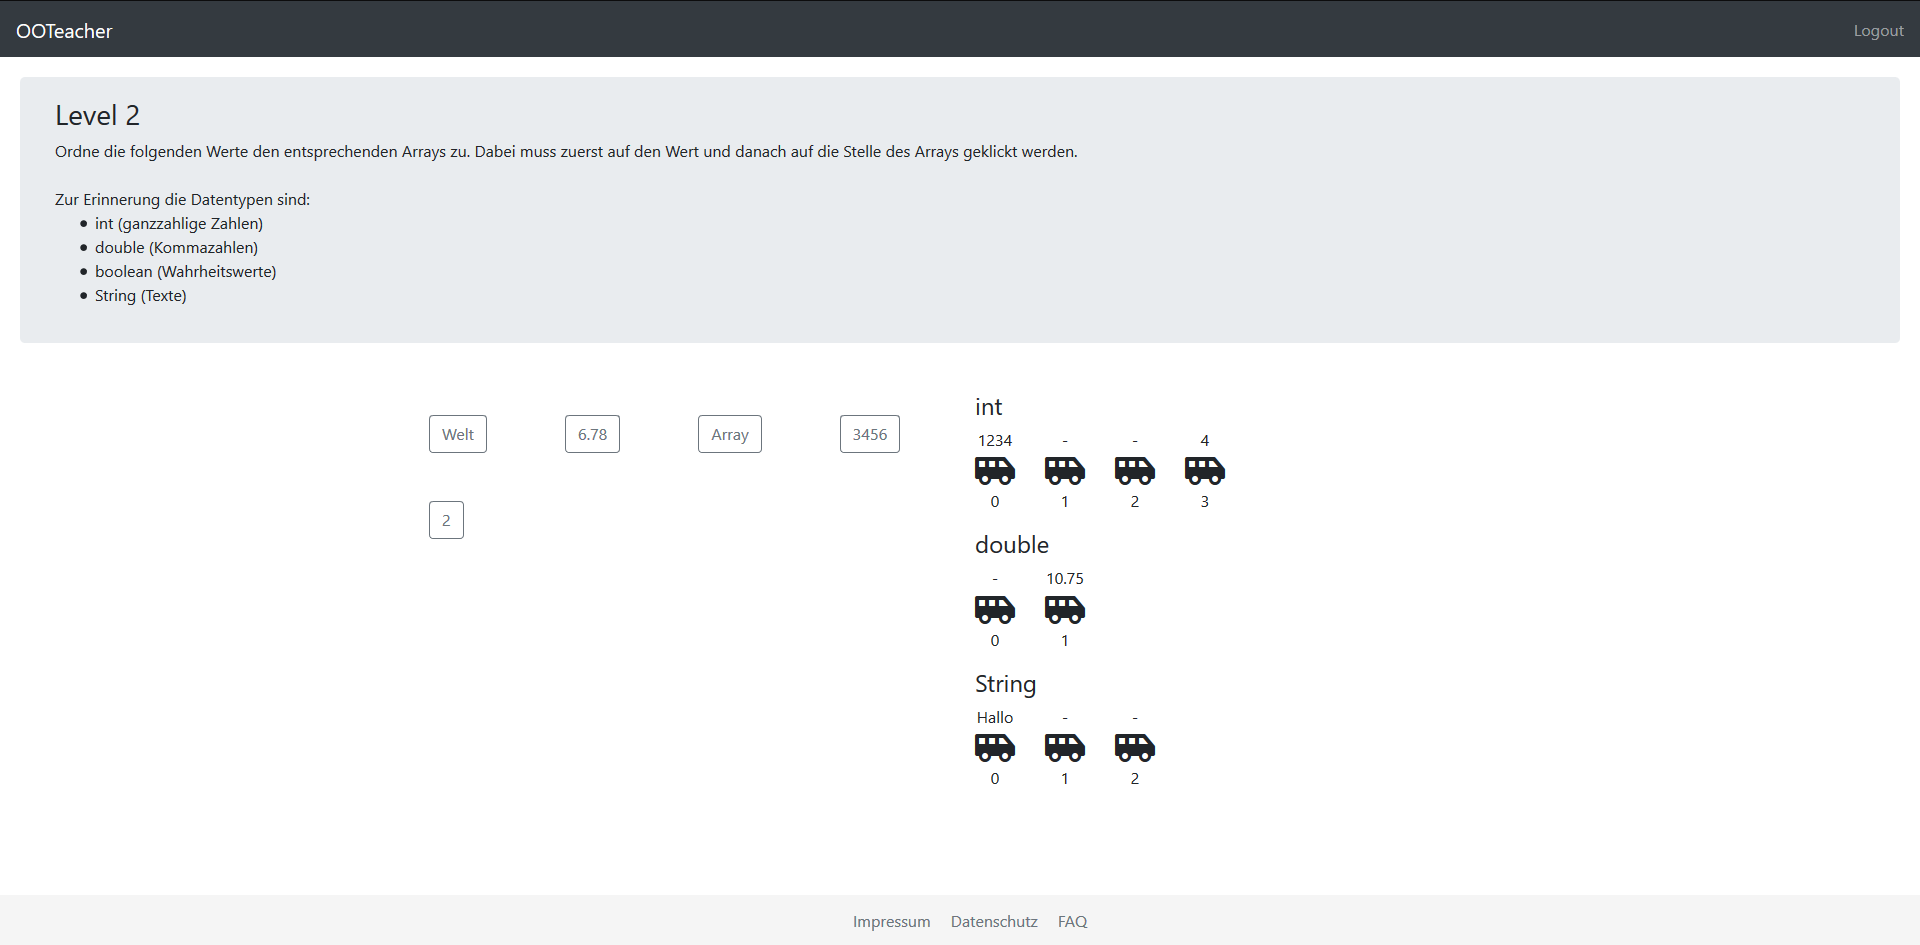 OOTeacher
Logout
Level 2
Ordne die folgenden Werte den entsprechenden Arrays zu. Dabei muss zuerst auf den Wert und danach auf die Stelle des Arrays geklickt werden.
Zur Erinnerung die Datentypen sind:
• int (ganzzahlige Zahlen)
• double (Kommazahlen)
• boolean (Wahrheitswerte)
• String (Texte)
Welt 6.78 Array 3456
2
int
1234 - - 4
0 1 2 3
double
- 10.75
0 1
String
Hallo - -
0 1 2
Impressum Datenschutz FAQ